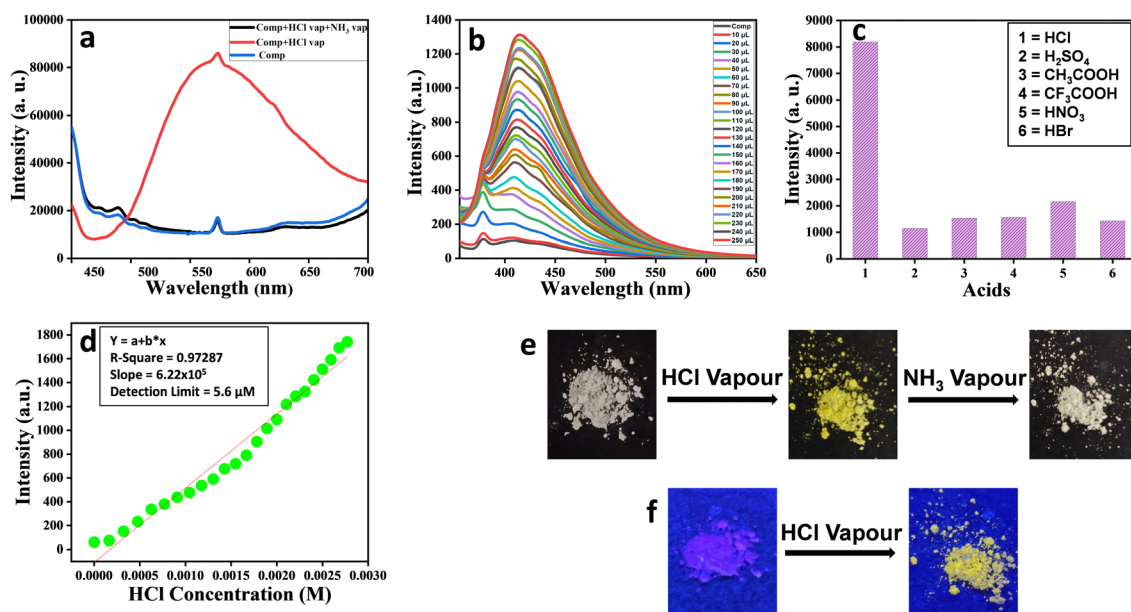 a
Comp+HCl vap+NH₃ vap
Comp+HCl vap
Comp
100000
80000
60000
40000
20000
0
450
500
550
600
650
700
Intensity (a. u.)
Wavelength (nm)
b
1400
1200
1000
800
600
400
200
0
400
450
500
550
600
650
Intensity (a.u.)
Wavelength (nm)
Comp
10 μL
20 μL
30 μL
40 μL
50 μL
60 μL
70 μL
80 μL
90 μL
100 μL
110 μL
120 μL
130 μL
140 μL
150 μL
160 μL
170 μL
180 μL
190 μL
200 μL
210 μL
220 μL
230 μL
240 μL
250 μL
c
9000
8000
7000
6000
5000
4000
3000
2000
1000
0
1
2
3
4
5
6
Intensity (a. u.)
Acids
1 = HCl
2 = H₂SO₄
3 = CH₃COOH
4 = CF₃COOH
5 = HNO₃
6 = HBr
d
Y = a+b*x
R-Square = 0.97287
Slope = 6.22x10⁵
Detection Limit = 5.6 μM
1800
1600
1400
1200
1000
800
600
400
200
0
0.0000
0.0005
0.0010
0.0015
0.0020
0.0025
0.0030
Intensity (a.u.)
HCl Concentration (M)
e
HCl Vapour
NH₃ Vapour
f
HCl Vapour